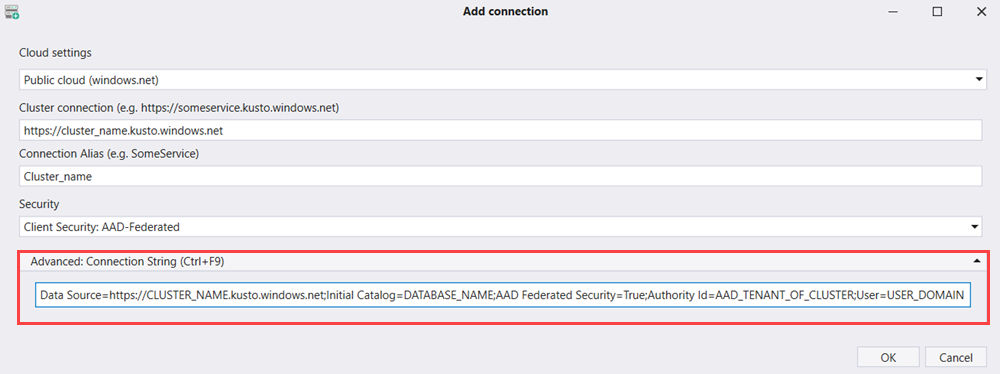 Add connection
Cloud settings
Public cloud (windows.net)
Cluster connection (e.g. https://someservice.kusto.windows.net)
https://cluster_name.kusto.windows.net
Connection Alias (e.g. SomeService)
Cluster_name
Security
Client Security: AAD-Federated
Advanced: Connection String (Ctrl+F9)
Data Source=https://CLUSTER_NAME.kusto.windows.net;Initial Catalog=DATABASE_NAME;AAD Federated Security=True;Authority Id=AAD_TENANT_OF_CLUSTER;User=USER_DOMAIN
OK Cancel